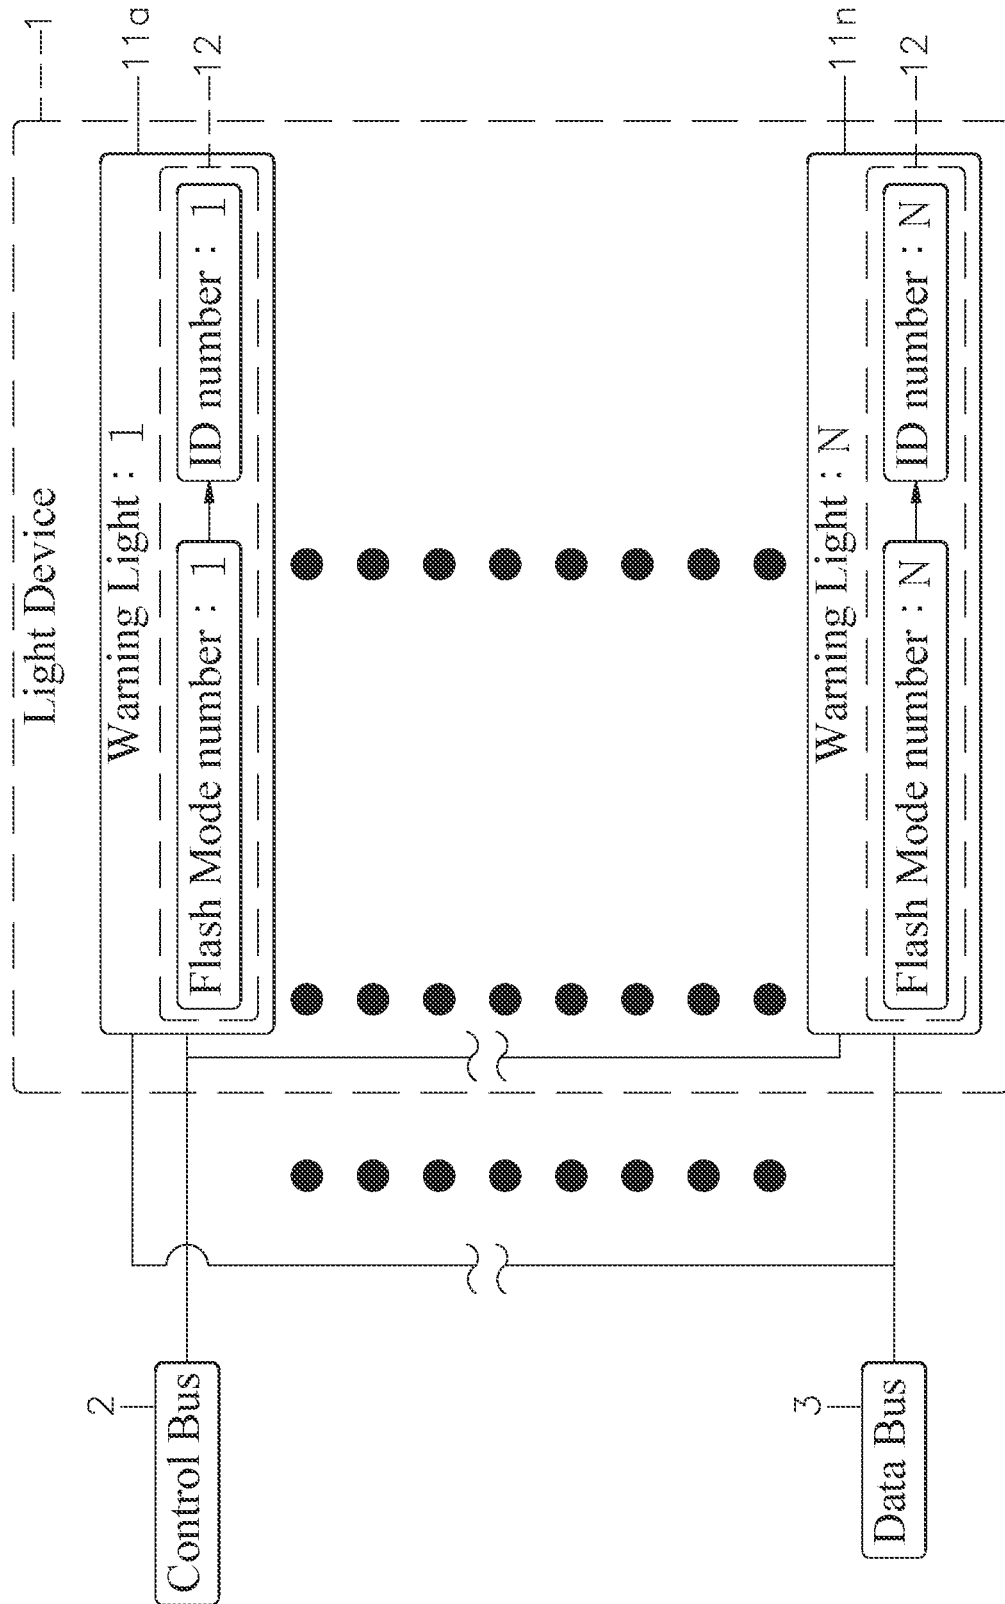 Light Device
1
Warning Light : 1
11a
Flash Mode number : 1
ID number : 1
12
Control Bus
2
Warning Light : N
11n
Flash Mode number : N
ID number : N
12
Data Bus
3